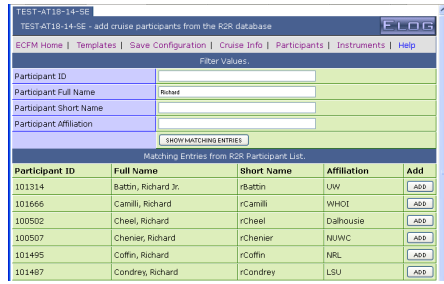 TEST-AT18-14-SE
TEST-AT18-14-SE - add cruise participants from the R2R database
ELOG
ECFM Home | Templates | Save Configuration | Cruise Info | Participants | Instruments | Help
Filter Values.
Participant ID
Participant Full Name Richard
Participant Short Name
Participant Affiliation
SHOW MATCHING ENTRIES
Matching Entries from R2R Participant List.
Participant ID Full Name Short Name Affiliation Add
101314 Battin, Richard Jr. rBattin UW ADD
101666 Camilli, Richard rCamilli WHOI ADD
100502 Cheel, Richard rCheel Dalhousie ADD
100507 Chenier, Richard rChenier NUWC ADD
101495 Coffin, Richard rCoffin NRL ADD
101487 Condrey, Richard rCondrey LSU ADD